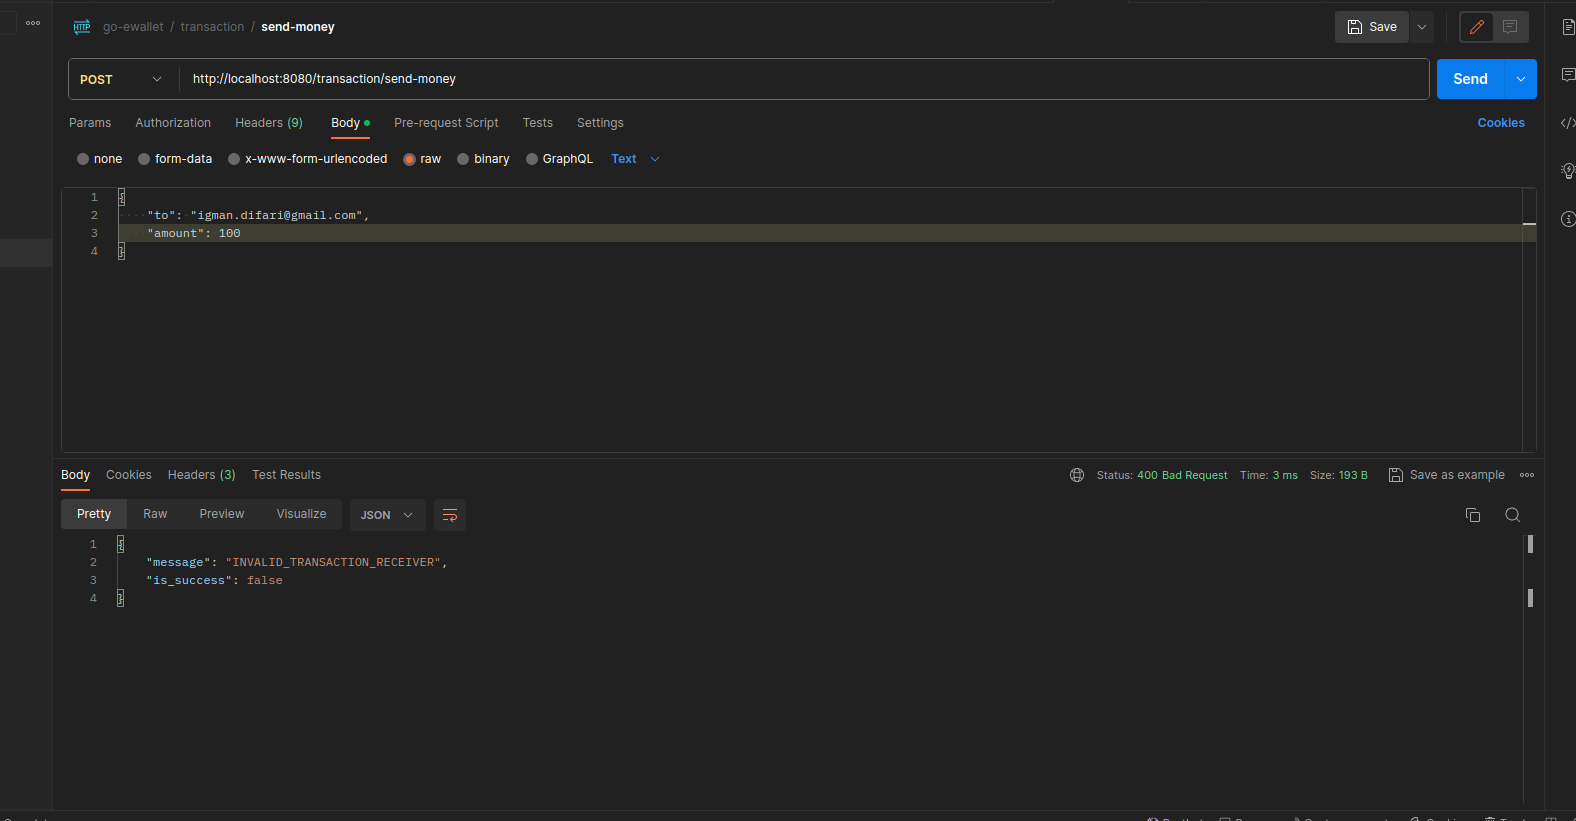 go-ewallet / transaction / send-money
Save
POST
http://localhost:8080/transaction/send-money
Send
Params Authorization Headers (9) Body Pre-request Script Tests Settings Cookies
none form-data x-www-form-urlencoded raw binary GraphQL Text
1 {
2 "to": "igman.difari@gmail.com",
3 "amount": 100
4 }
Body Cookies Headers (3) Test Results Status: 400 Bad Request Time: 3 ms Size: 193 B Save as example
Pretty Raw Preview Visualize JSON
1 {
2 "message": "INVALID_TRANSACTION_RECEIVER",
3 "is_success": false
4 }